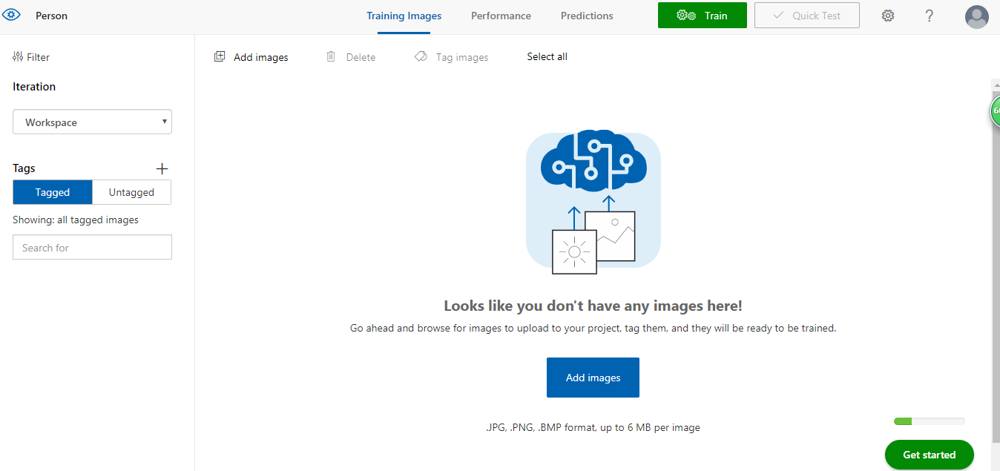 Person
Training Images
Performance
Predictions
Train
Quick Test
?
Filter
Add images
Delete
Tag images
Select all
Iteration
Workspace
Tags
Tagged
Untagged
Showing: all tagged images
Search for
Looks like you don't have any images here!
Go ahead and browse for images to upload to your project, tag them, and they will be ready to be trained.
Add images
.JPG, .PNG, .BMP format, up to 6 MB per image
Get started